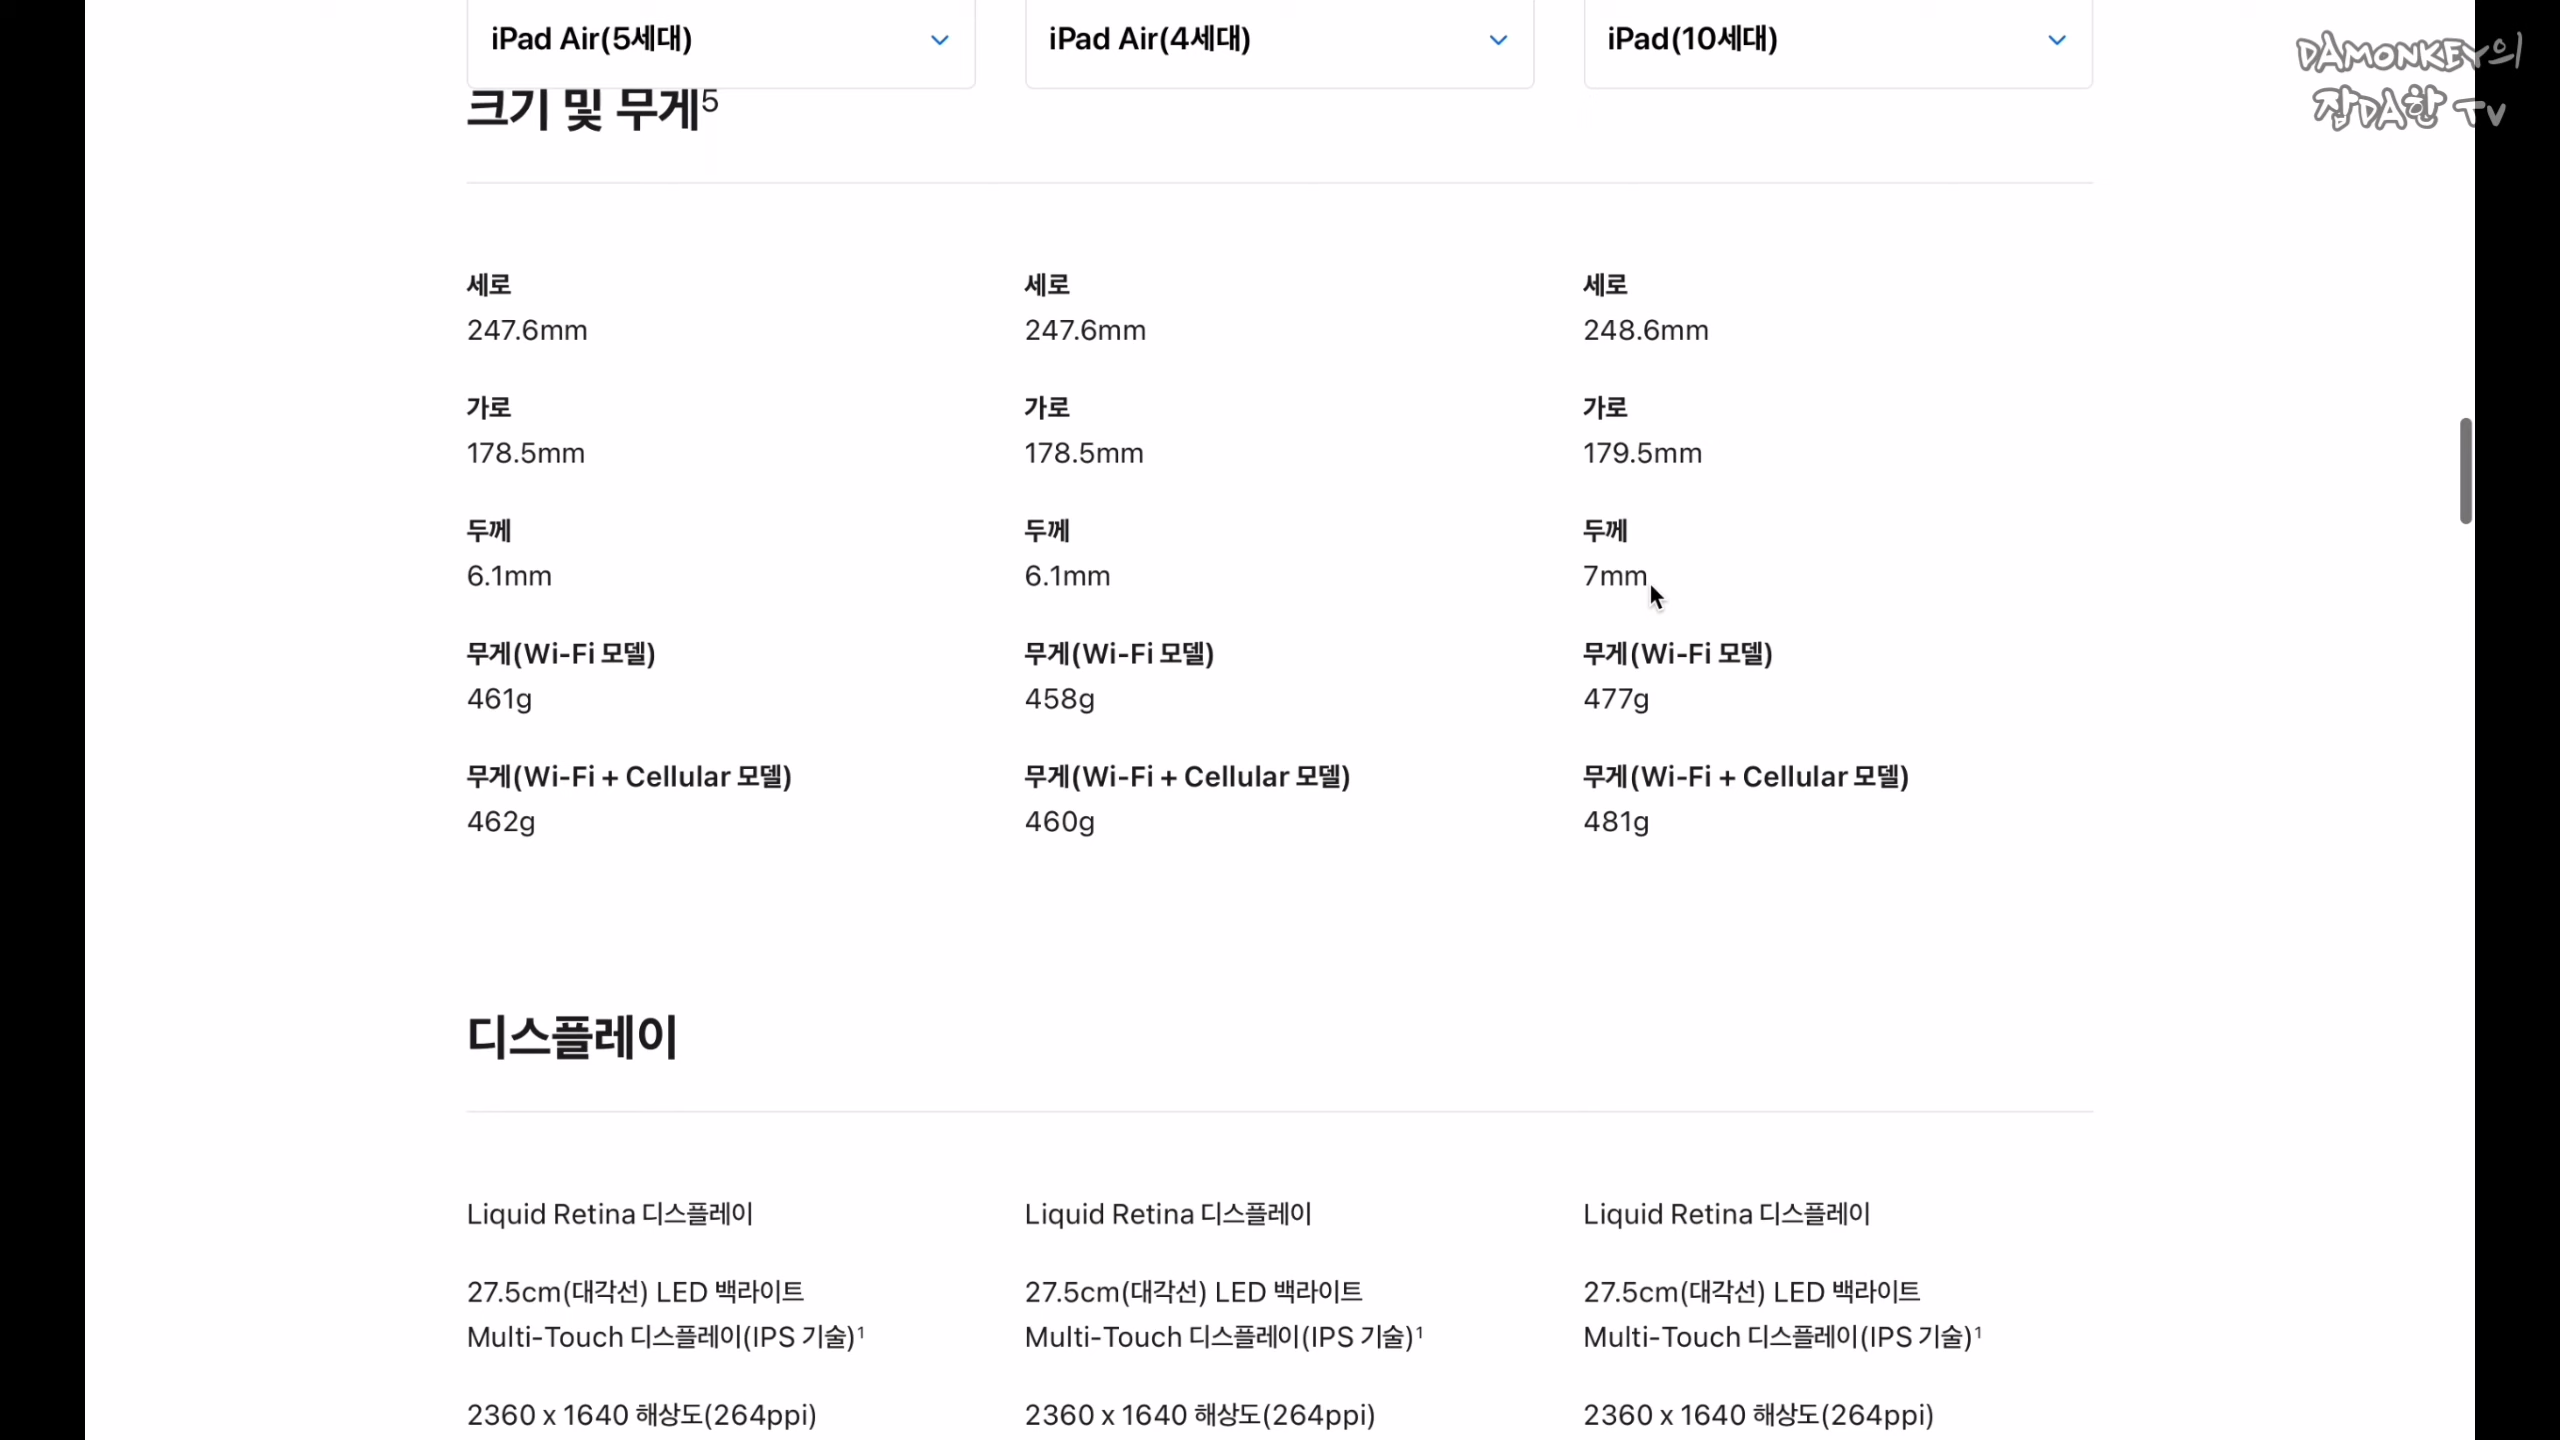 iPad Air(5세대)
iPad Air(4세대)
iPad(10세대)
DAMONKEY의
잡DA한 TV
크기 및 무게5
세로
247.6mm
세로
247.6mm
세로
248.6mm
가로
178.5mm
가로
178.5mm
가로
179.5mm
두께
6.1mm
두께
6.1mm
두께
7mm
무게(Wi-Fi 모델)
461g
무게(Wi-Fi 모델)
458g
무게(Wi-Fi 모델)
477g
무게(Wi-Fi + Cellular 모델)
462g
무게(Wi-Fi + Cellular 모델)
460g
무게(Wi-Fi + Cellular 모델)
481g
디스플레이
Liquid Retina 디스플레이
Liquid Retina 디스플레이
Liquid Retina 디스플레이
27.5cm(대각선) LED 백라이트
Multi-Touch 디스플레이(IPS 기술)1
27.5cm(대각선) LED 백라이트
Multi-Touch 디스플레이(IPS 기술)1
27.5cm(대각선) LED 백라이트
Multi-Touch 디스플레이(IPS 기술)1
2360 x 1640 해상도(264ppi)
2360 x 1640 해상도(264ppi)
2360 x 1640 해상도(264ppi)